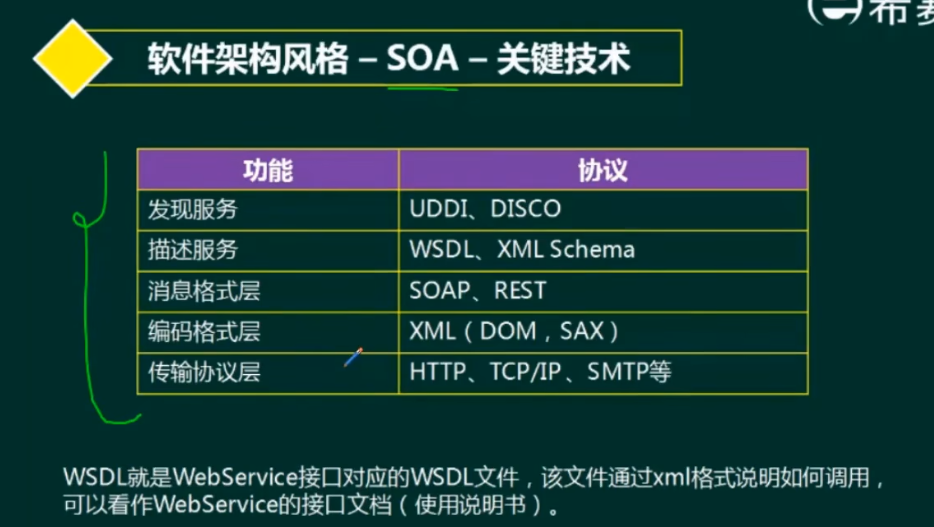 希赛
软件架构风格 – SOA – 关键技术
功能 协议
发现服务 UDDI、DISCO
描述服务 WSDL、XML Schema
消息格式层 SOAP、REST
编码格式层 XML（DOM，SAX）
传输协议层 HTTP、TCP/IP、SMTP等
WSDL就是WebService接口对应的WSDL文件，该文件通过xml格式说明如何调用，
可以看作WebService的接口文档（使用说明书）。